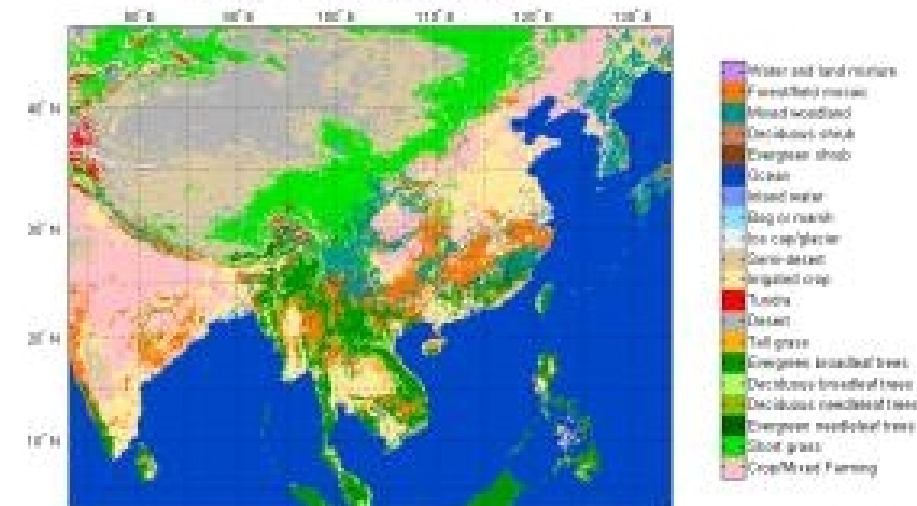 80° E 90° E 100° E 110° E 120° E 130° E
40° N
30° N
20° N
10° N
Water and land mixture
Forest/field mosaic
Mixed woodland
Deciduous shrub
Evergreen shrub
Ocean
Inland water
Bog or marsh
Ice cap/glacier
Semi-desert
Irrigated crop
Tundra
Desert
Tall grass
Evergreen broadleaf trees
Deciduous broadleaf trees
Deciduous needleleaf trees
Evergreen needleleaf trees
Short grass
Crop/Mixed Farming